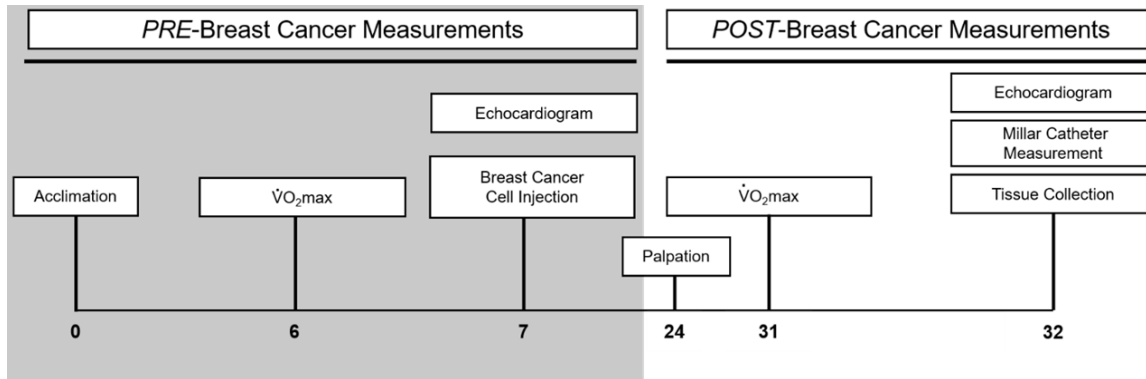 PRE-Breast Cancer Measurements
POST-Breast Cancer Measurements
Echocardiogram
Breast Cancer
Cell Injection
Acclimation
V̇O₂max
Palpation
V̇O₂max
Echocardiogram
Millar Catheter
Measurement
Tissue Collection
0
6
7
24
31
32